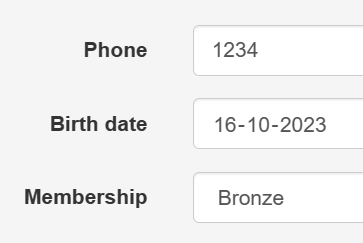 Phone 1234
Birth date 16-10-2023
Membership Bronze